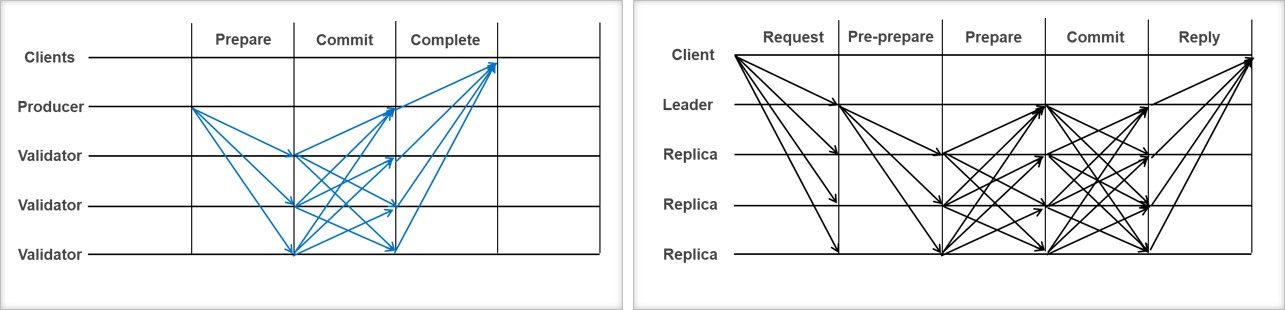 Prepare Commit Complete
Clients
Producer
Validator
Validator
Validator
Request Pre-prepare Prepare Commit Reply
Client
Leader
Replica
Replica
Replica